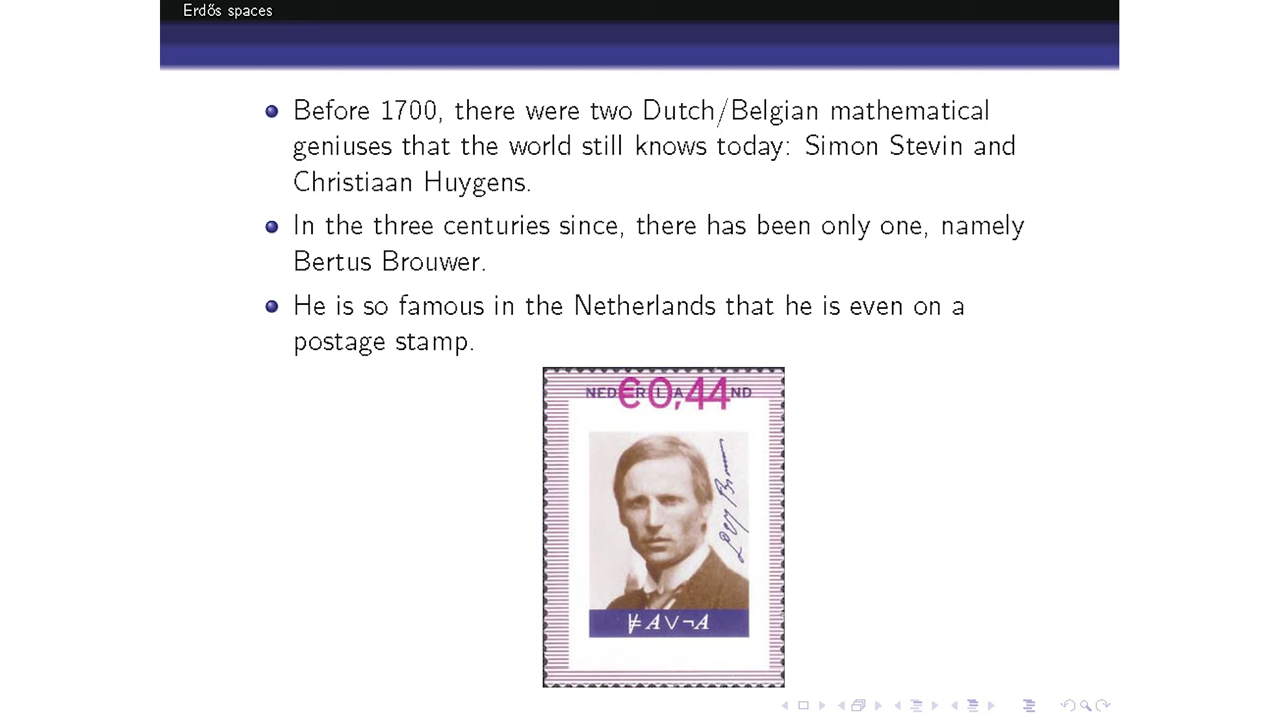 Erdős spaces
Before 1700, there were two Dutch/Belgian mathematical
geniuses that the world still knows today: Simon Stevin and
Christiaan Huygens.
In the three centuries since, there has been only one, namely
Bertus Brouwer.
He is so famous in the Netherlands that he is even on a
postage stamp.
NEDERLAND
€0,44
⊭ A ∨ ¬A